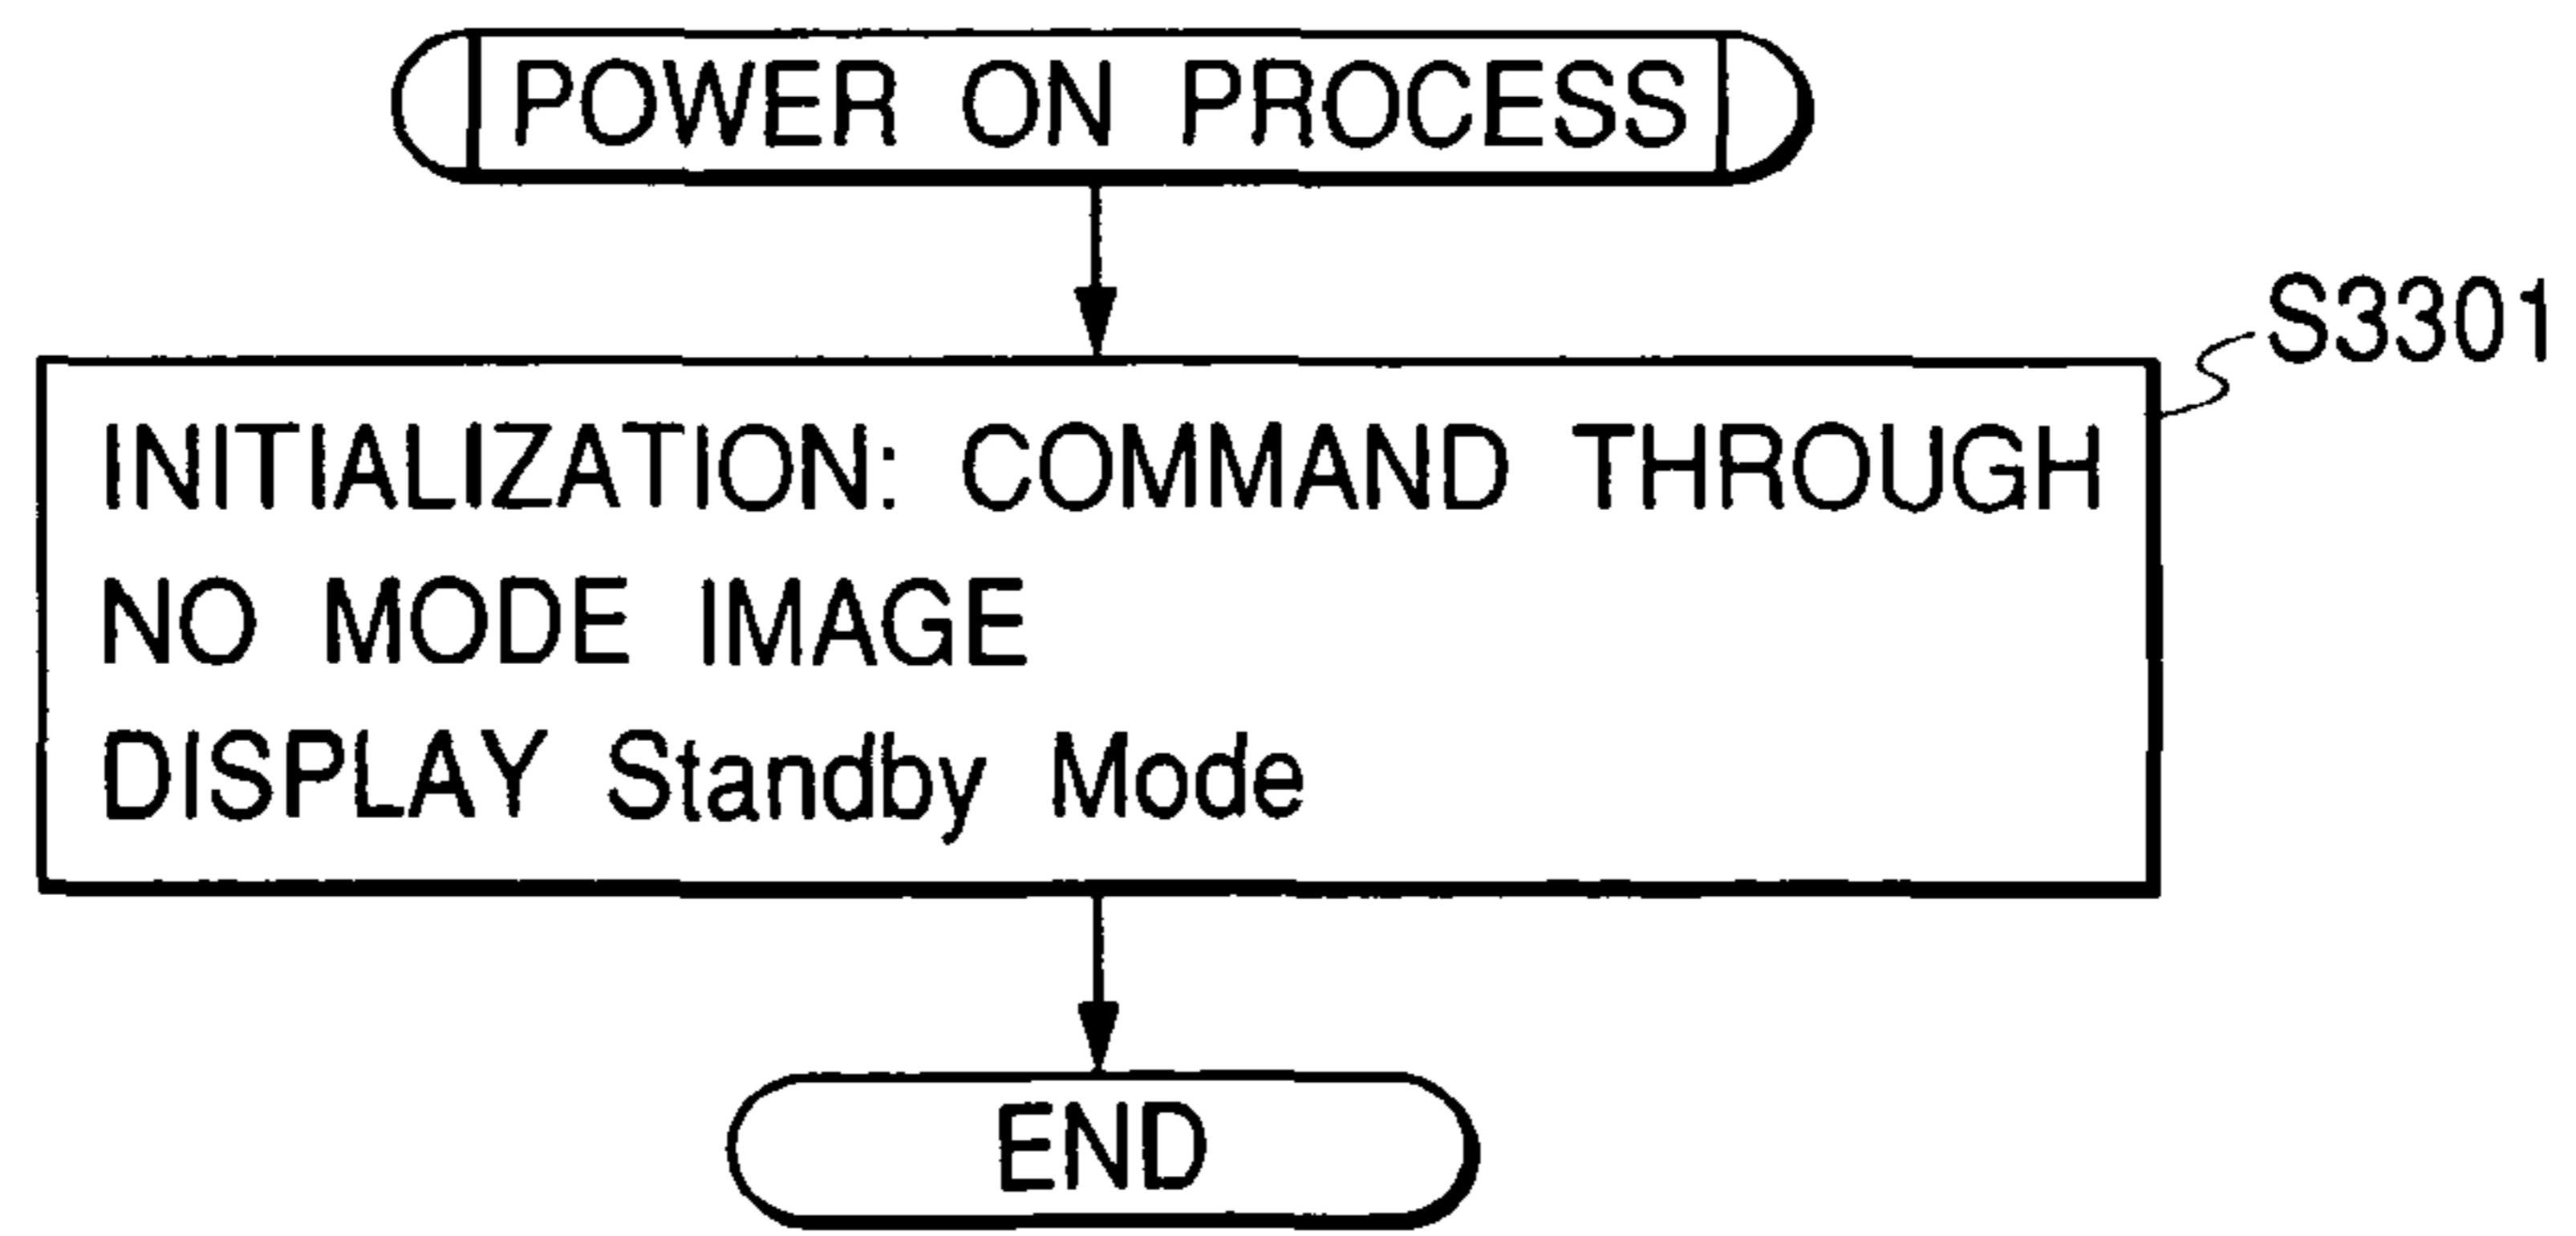 POWER ON PROCESS
S3301
INITIALIZATION: COMMAND THROUGH
NO MODE IMAGE
DISPLAY Standby Mode
END